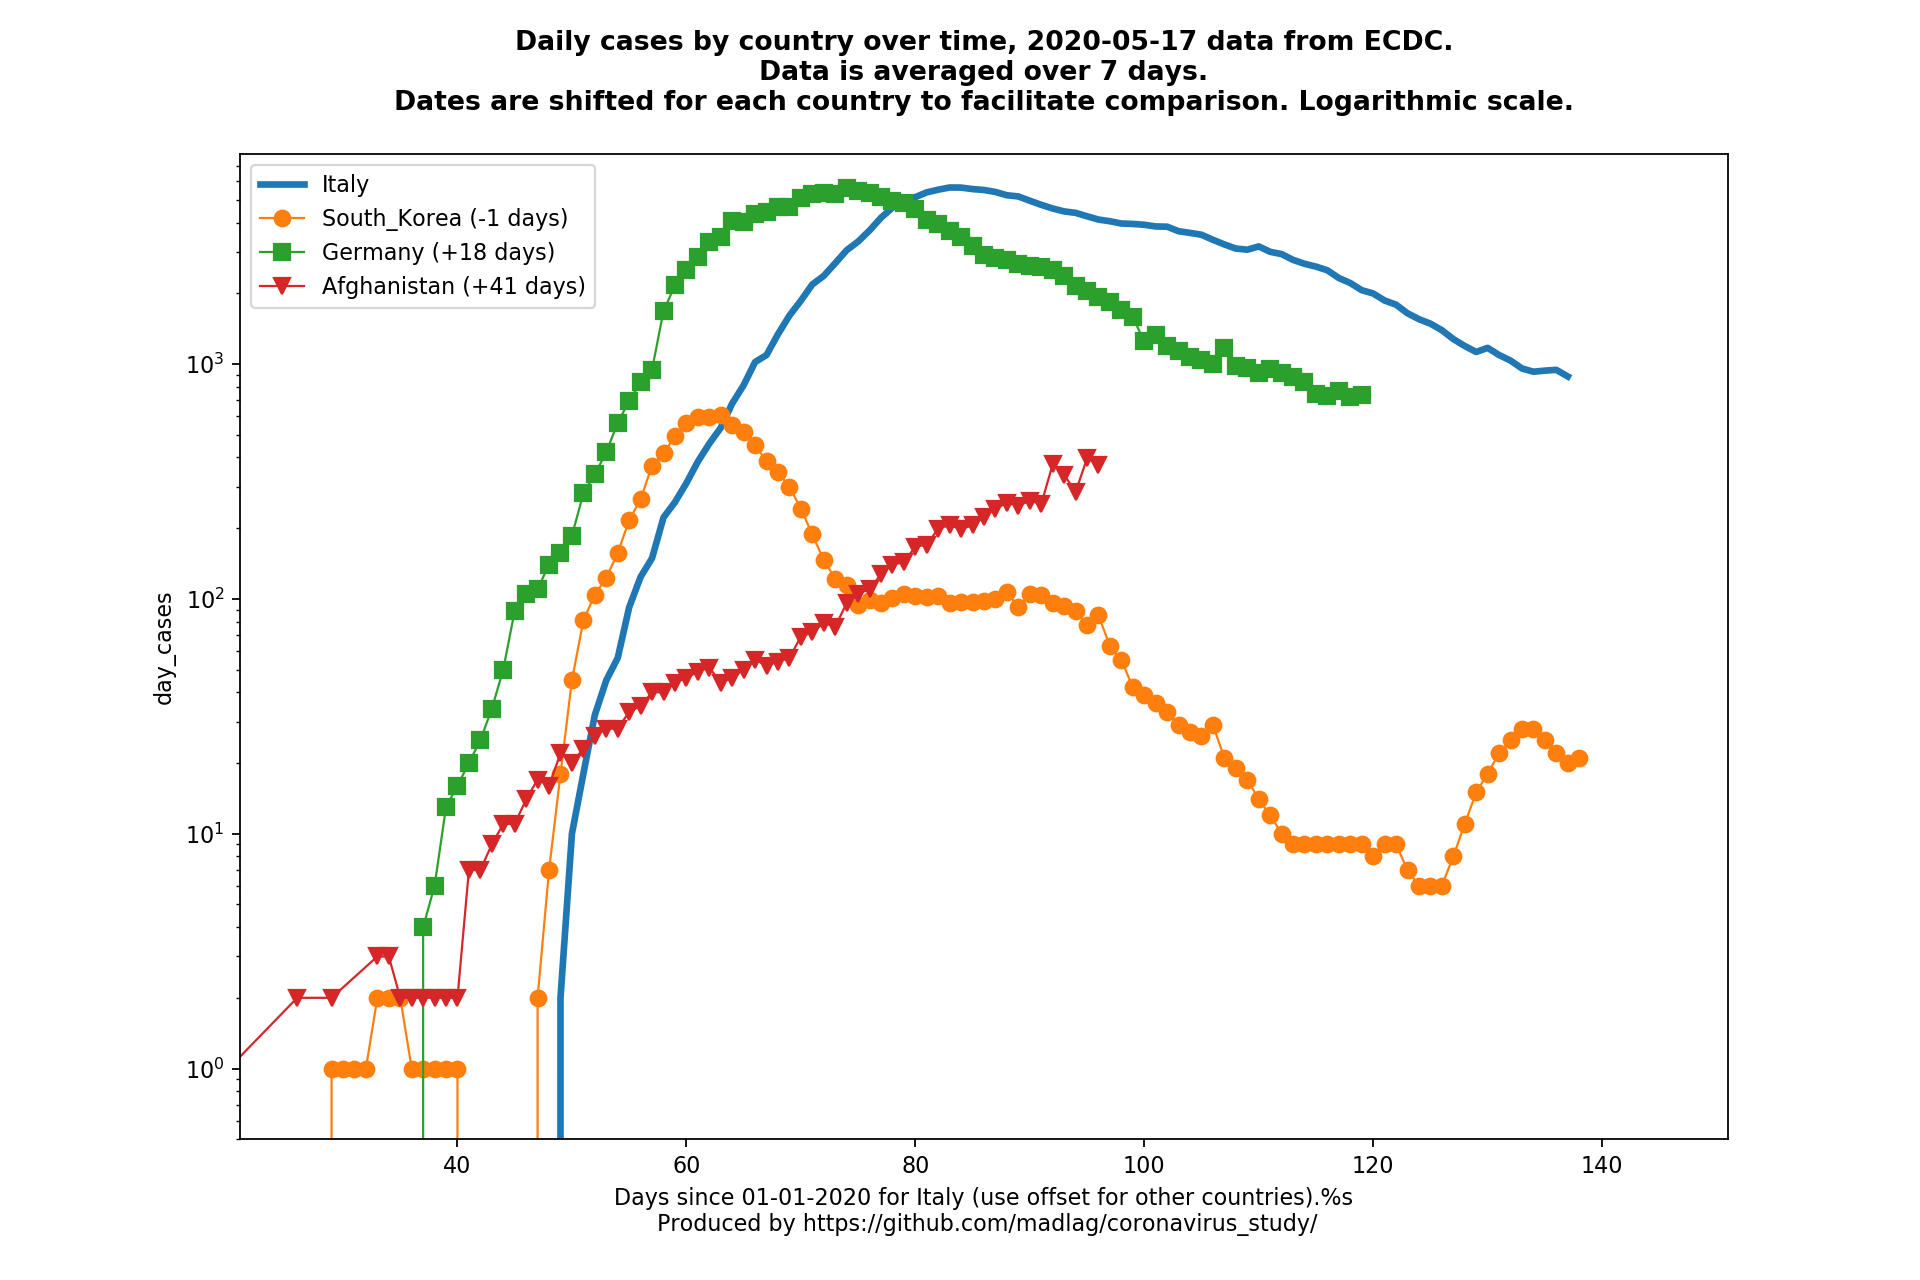 Daily cases by country over time, 2020-05-17 data from ECDC.
Data is averaged over 7 days.
Dates are shifted for each country to facilitate comparison. Logarithmic scale.
Italy
South_Korea (-1 days)
Germany (+18 days)
Afghanistan (+41 days)
day_cases
10³
10²
10¹
10⁰
40 60 80 100 120 140
Days since 01-01-2020 for Italy (use offset for other countries).%s
Produced by https://github.com/madlag/coronavirus_study/